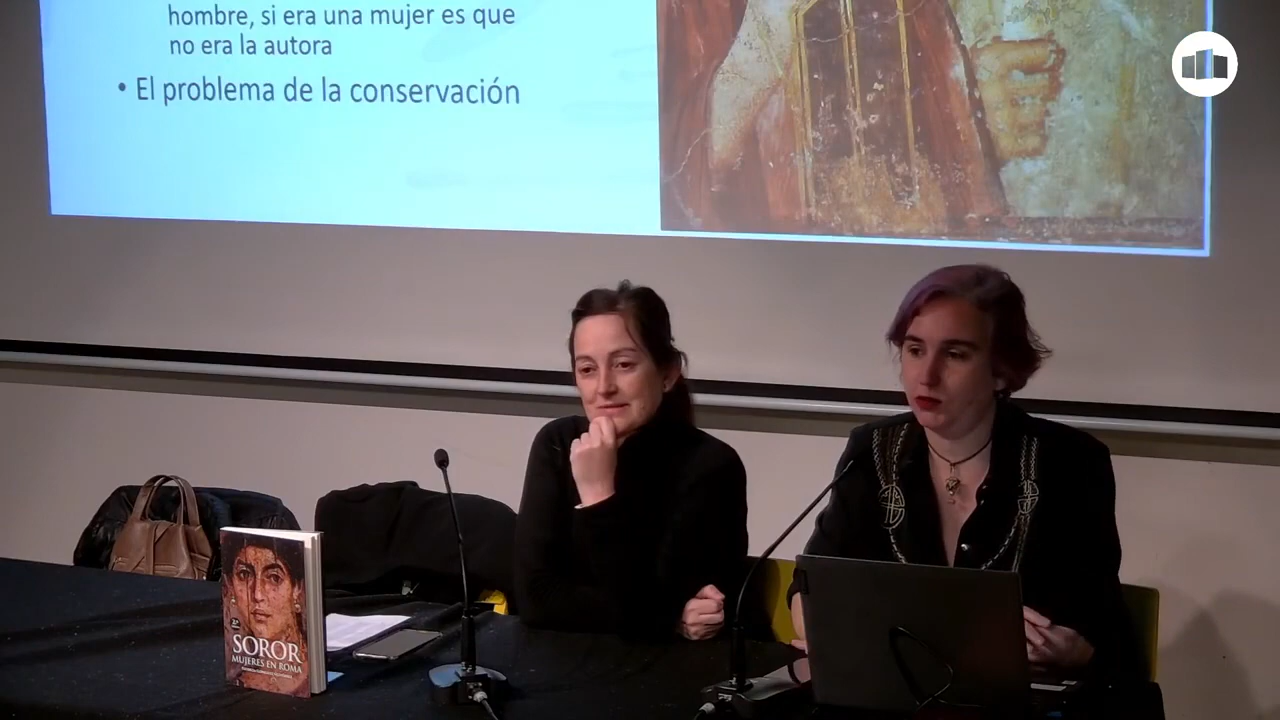 hombre, si era una mujer es que
no era la autora
• El problema de la conservación
2.ª
SOROR
MUJERES EN ROMA